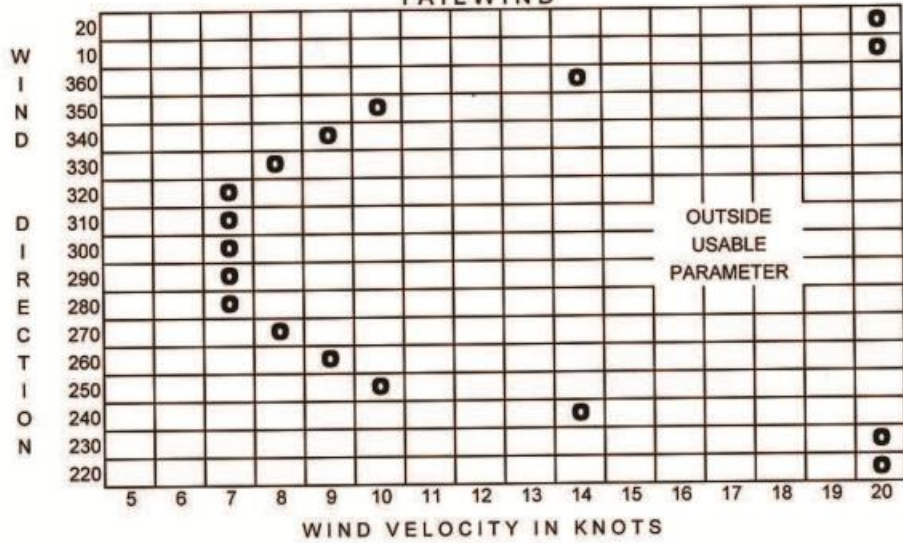 TAILWIND
WIND DIRECTION
20
10
360
350
340
330
320
310
300
290
280
270
260
250
240
230
220
OUTSIDE
USABLE
PARAMETER
5 6 7 8 9 10 11 12 13 14 15 16 17 18 19 20
WIND VELOCITY IN KNOTS